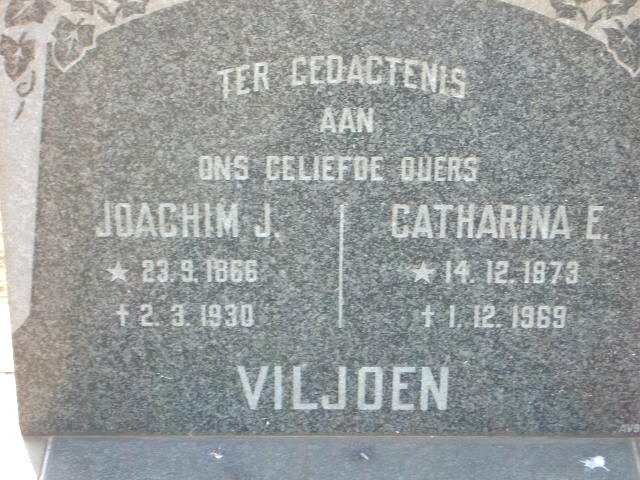 TER GEDAGTENIS
AAN
ONS GELIEFDE OUERS
JOACHIM J. CATHARINA E.
★ 23. 9. 1866 ★ 14. 12. 1873
† 2. 3. 1930 † 1. 12. 1969
VILJOEN